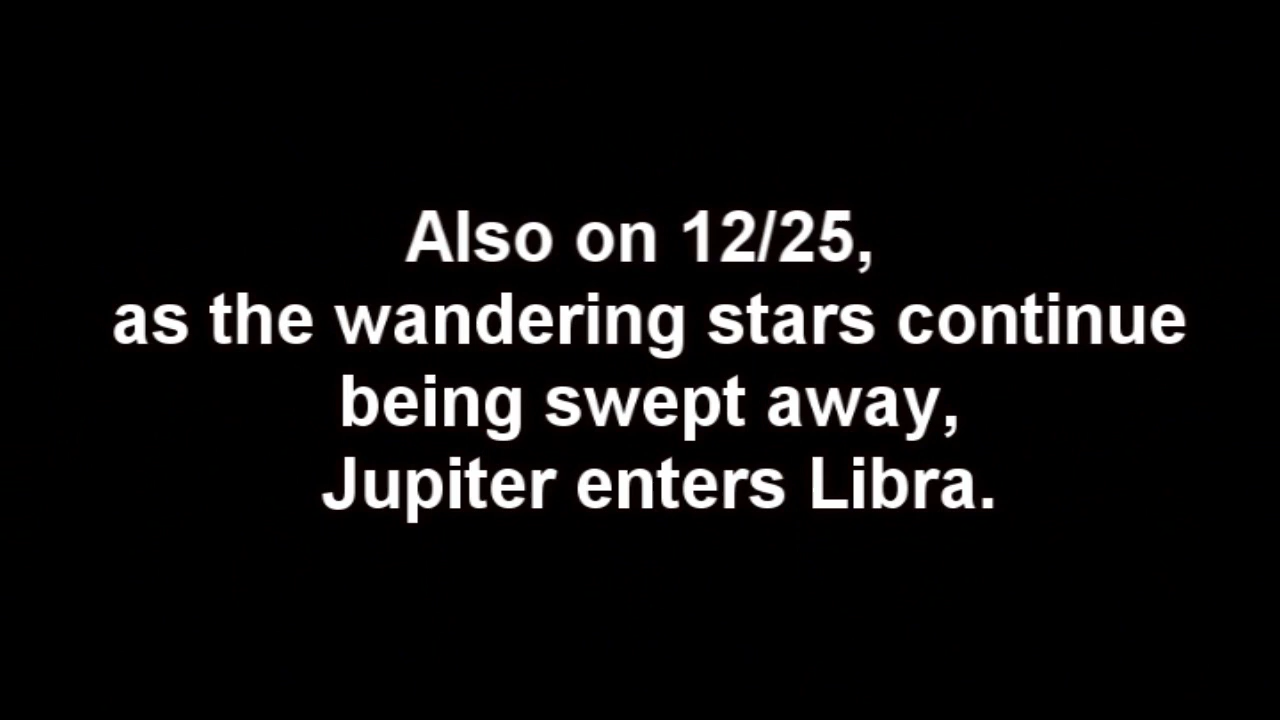 Also on 12/25,
as the wandering stars continue
being swept away,
Jupiter enters Libra.